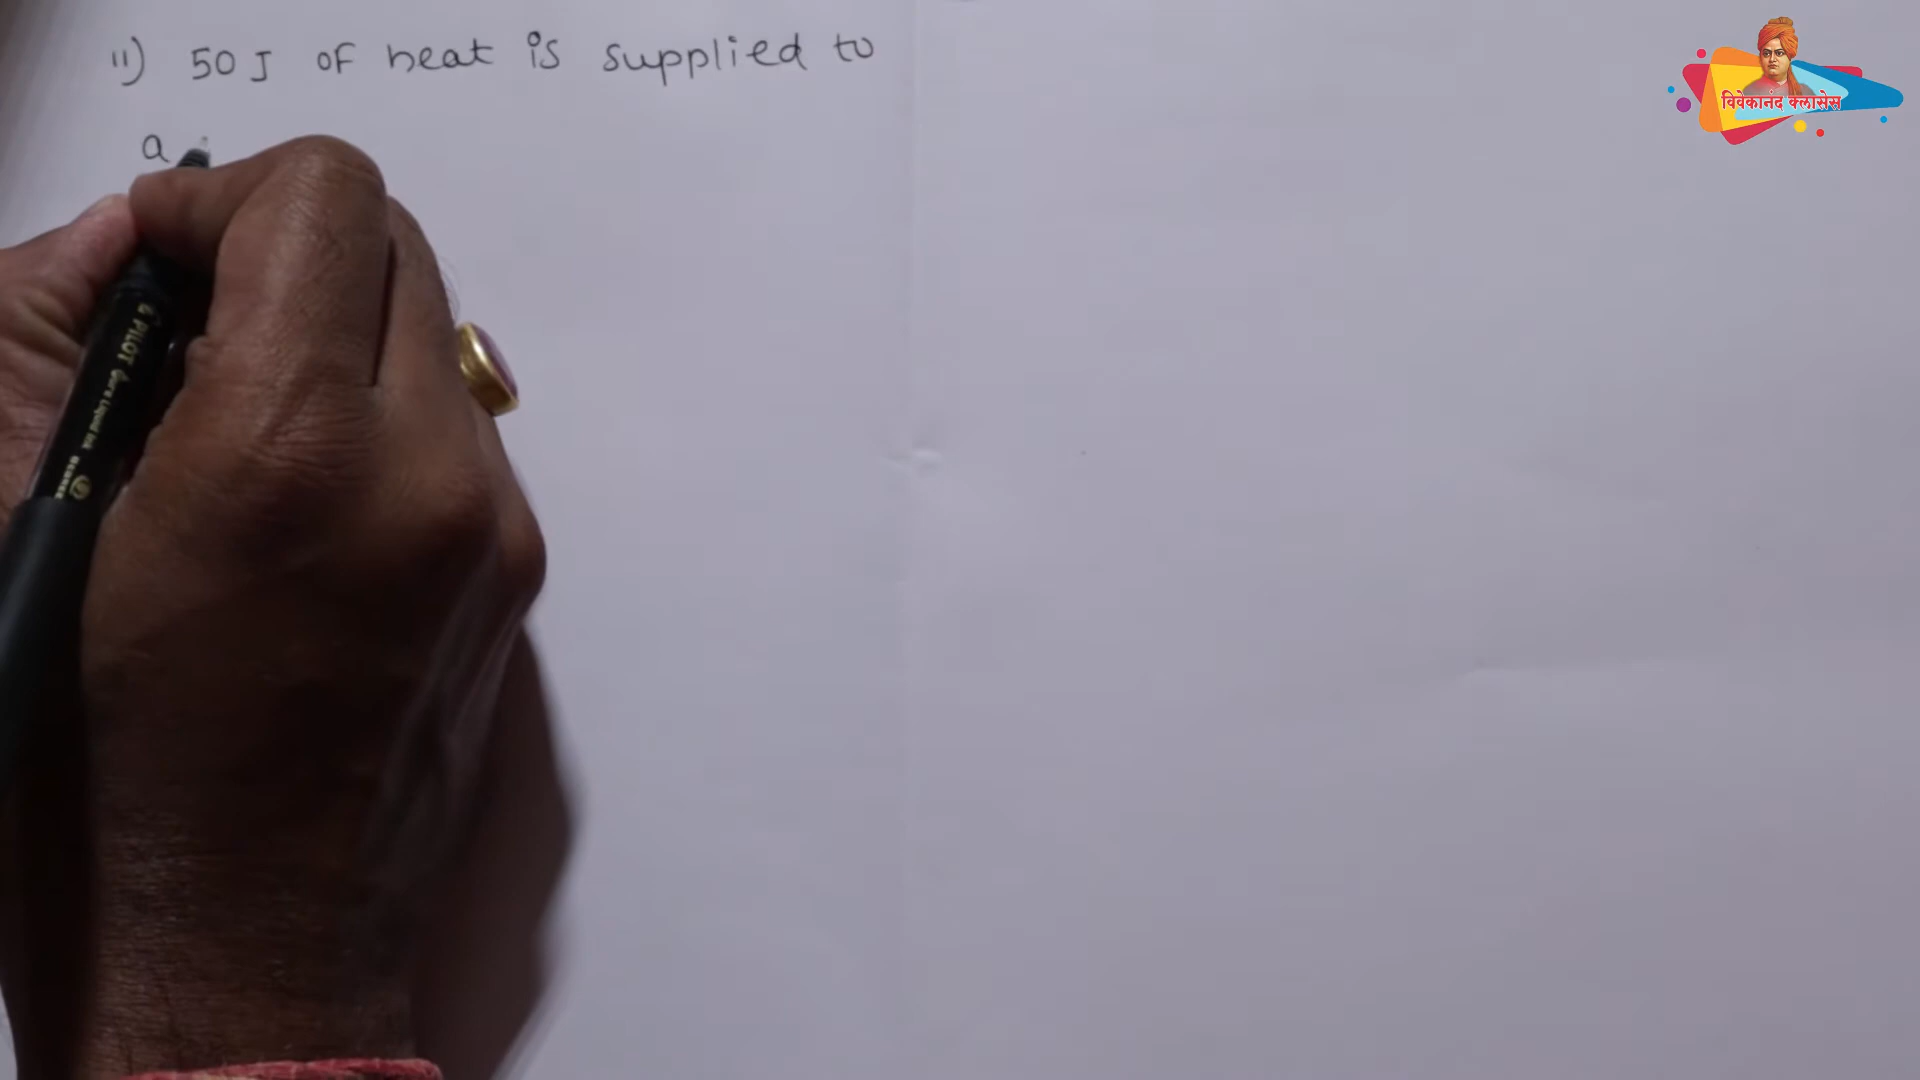 11) 50 J of heat is supplied to
a
विवेकानंद क्लासेस
PILOT